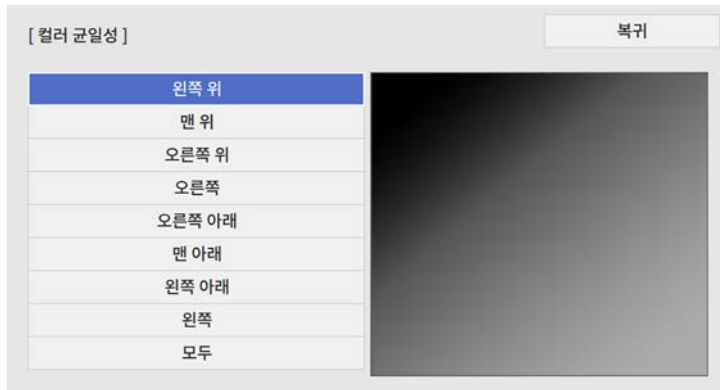 [ 컬러 균일성 ]
복귀
왼쪽 위
맨 위
오른쪽 위
오른쪽
오른쪽 아래
맨 아래
왼쪽 아래
왼쪽
모두